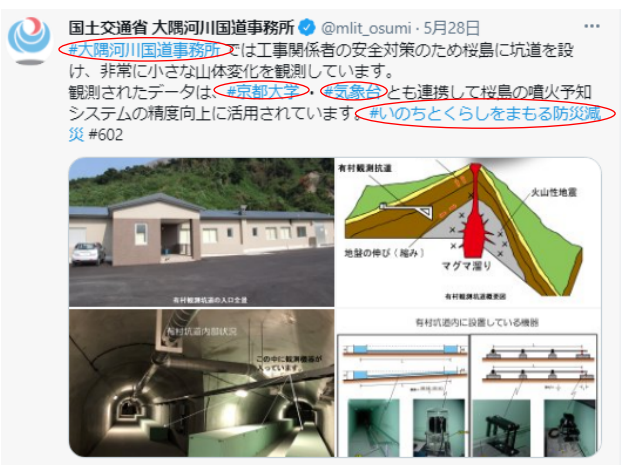 国土交通省 大隅河川国道事務所 @mlit_osumi · 5月28日
#大隅河川国道事務所 では工事関係者の安全対策のため桜島に坑道を設
け、非常に小さな山体変化を観測しています。
観測されたデータは、#京都大学 ・ #気象台 とも連携して桜島の噴火予知
システムの精度向上に活用されています。#いのちとくらしをまもる防災減
災 #602
有村観測坑道
火山性地震
地盤の伸び(縮み)
マグマ溜り
有村観測坑道の入口全景
有村観測坑道概要図
有村坑道内部状況
この中に観測機器が
入っています。
有村坑道内に設置している機器